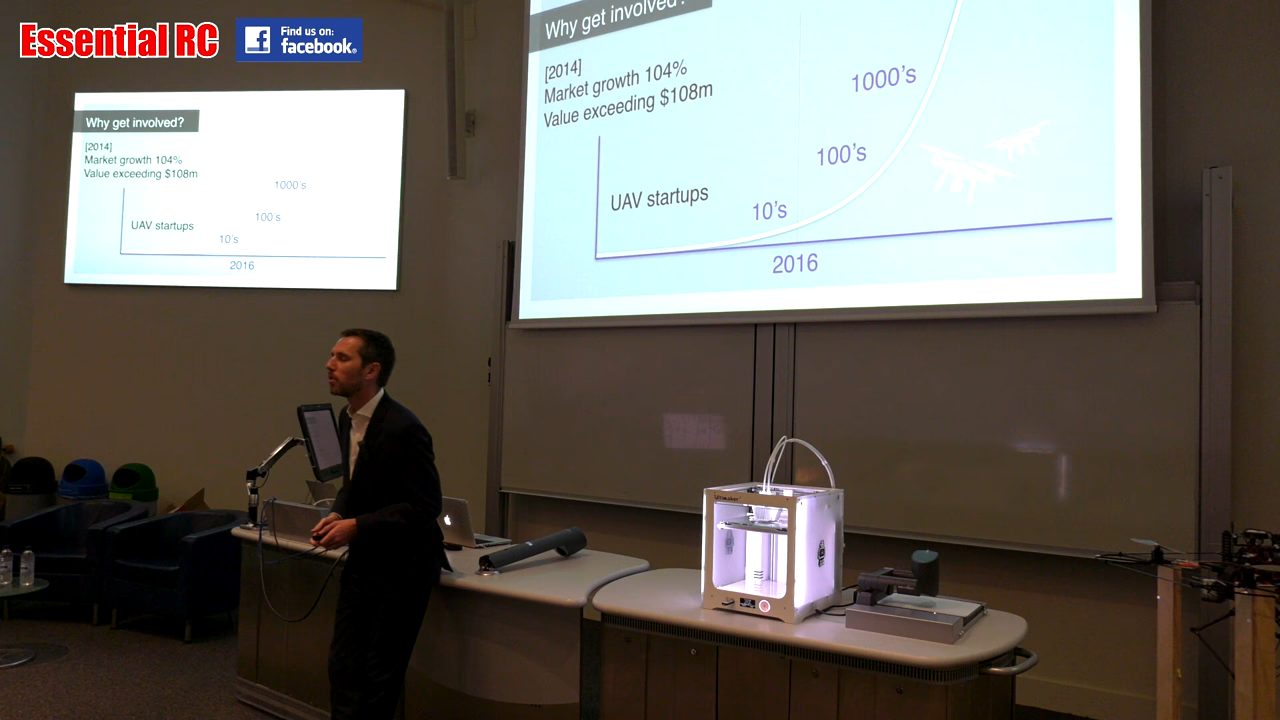 Essential RC
Find us on:
facebook.
Why get involved?
[2014]
Market growth 104%
Value exceeding $108m
1000's
100's
UAV startups
10's
2016
Why get involved?
[2014]
Market growth 104%
Value exceeding $108m
1000's
100's
UAV startups
10's
2016
Ultimaker